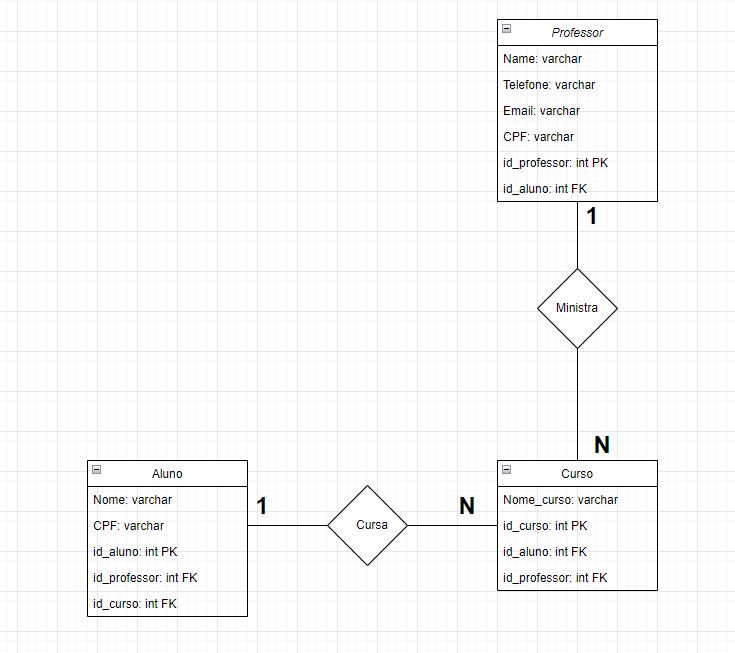 Professor
Name: varchar
Telefone: varchar
Email: varchar
CPF: varchar
id_professor: int PK
id_aluno: int FK
1
Ministra
N
Aluno
Nome: varchar
CPF: varchar
id_aluno: int PK
id_professor: int FK
id_curso: int FK
1
Cursa
N
Curso
Nome_curso: varchar
id_curso: int PK
id_aluno: int FK
id_professor: int FK